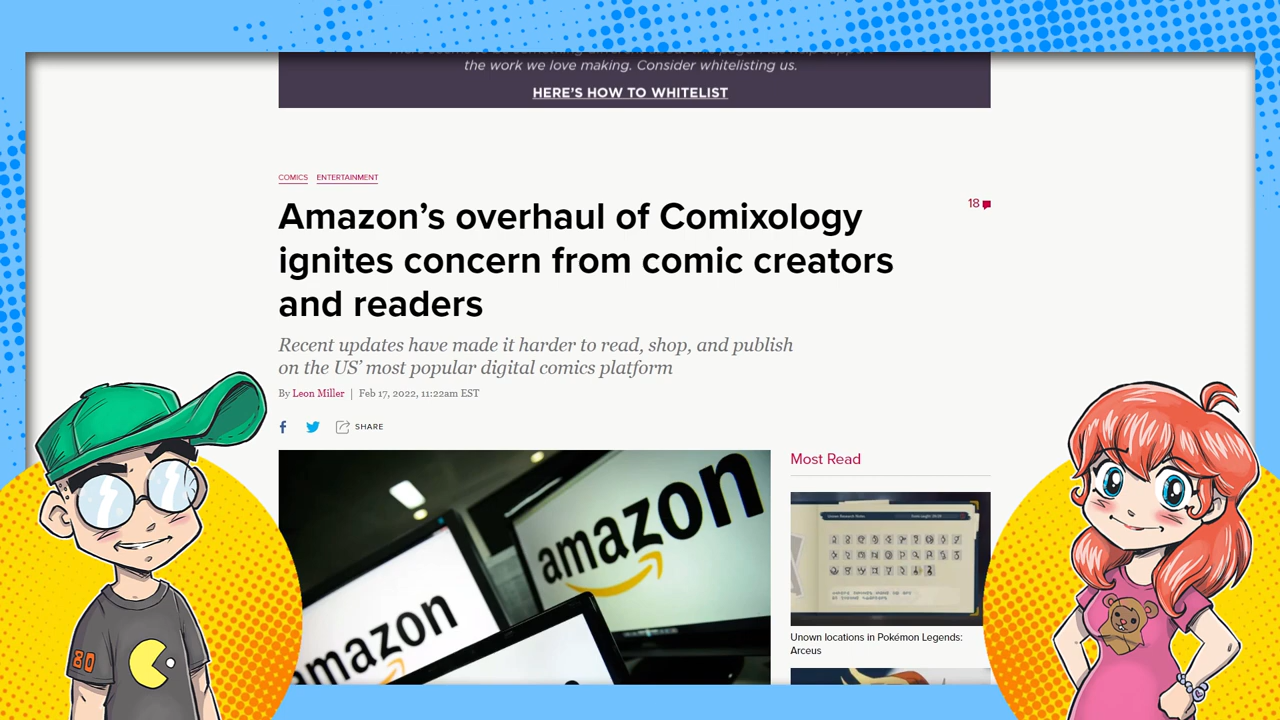 the work we love making. Consider whitelisting us.
HERE'S HOW TO WHITELIST
COMICS ENTERTAINMENT
18
Amazon's overhaul of Comixology
ignites concern from comic creators
and readers
Recent updates have made it harder to read, shop, and publish
on the US' most popular digital comics platform
By Leon Miller | Feb 17, 2022, 11:22am EST
SHARE
Most Read
amazon
amazon
amazon
Unown locations in Pokémon Legends:
Arceus
80